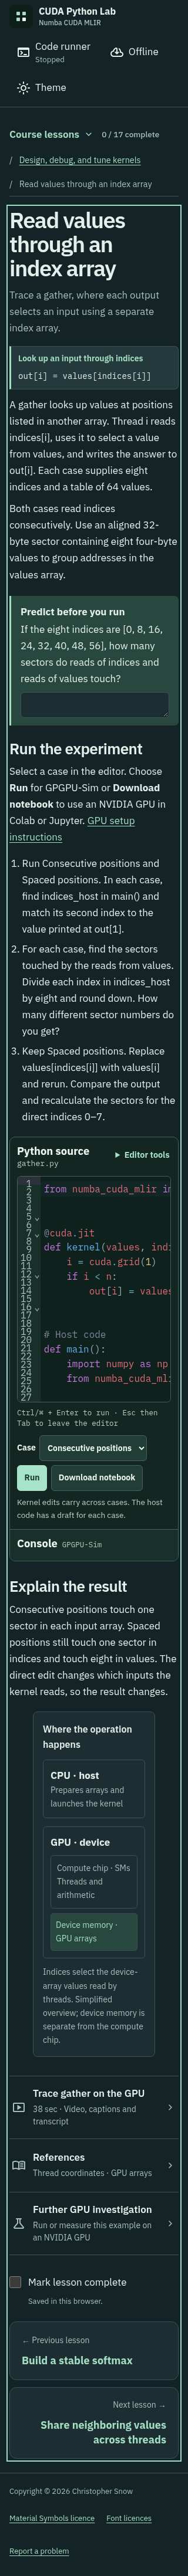 CUDA Python Lab
Numba CUDA MLIR
Code runner
Stopped
Offline
Theme
Course lessons
0 / 17 complete
/ Design, debug, and tune kernels
/ Read values through an index array
Read values
through an
index array
Trace a gather, where each output
selects an input using a separate
index array.
Look up an input through indices
out[i] = values[indices[i]]
A gather looks up values at positions
listed in another array. Thread i reads
indices[i], uses it to select a value
from values, and writes the answer to
out[i]. Each case supplies eight
indices and a table of 64 values.
Both cases read indices
consecutively. Use an aligned 32-
byte sector containing eight four-byte
values to group addresses in the
values array.
Predict before you run
If the eight indices are [0, 8, 16,
24, 32, 40, 48, 56], how many
sectors do reads of indices and
reads of values touch?
Run the experiment
Select a case in the editor. Choose
Run for GPGPU-Sim or Download
notebook to use an NVIDIA GPU in
Colab or Jupyter. GPU setup
instructions
1. Run Consecutive positions and
Spaced positions. In each case,
find indices_host in main() and
match its second index to the
value printed at out[1].
2. For each case, find the sectors
touched by the reads from values.
Divide each index in indices_host
by eight and round down. How
many different sector numbers do
you get?
3. Keep Spaced positions. Replace
values[indices[i]] with values[i]
and rerun. Compare the output
and recalculate the sectors for the
direct indices 0–7.
Python source
gather.py
Editor tools
1
2
3
4
5
6
7
8
9
10
11
12
13
14
15
16
17
18
19
20
21
22
23
24
25
26
27
from numba_cuda_mlir im
@cuda.jit
def kernel(values, indi
i = cuda.grid(1)
if i < n:
out[i] = values
# Host code
def main():
import numpy as np
from numba_cuda_mli
Ctrl/⌘ + Enter to run · Esc then
Tab to leave the editor
Case Consecutive positions
Run
Download notebook
Kernel edits carry across cases. The host
code has a draft for each case.
Console GPGPU-Sim
Explain the result
Consecutive positions touch one
sector in each input array. Spaced
positions still touch one sector in
indices and touch eight in values. The
direct edit changes which inputs the
kernel reads, so the result changes.
Where the operation
happens
CPU · host
Prepares arrays and
launches the kernel
GPU · device
Compute chip · SMs
Threads and
arithmetic
Device memory ·
GPU arrays
Indices select the device-
array values read by
threads. Simplified
overview; device memory is
separate from the compute
chip.
Trace gather on the GPU
38 sec · Video, captions and
transcript
References
Thread coordinates · GPU arrays
Further GPU investigation
Run or measure this example on
an NVIDIA GPU
Mark lesson complete
Saved in this browser.
← Previous lesson
Build a stable softmax
Next lesson →
Share neighboring values
across threads
Copyright © 2026 Christopher Snow
Material Symbols licence
Font licences
Report a problem